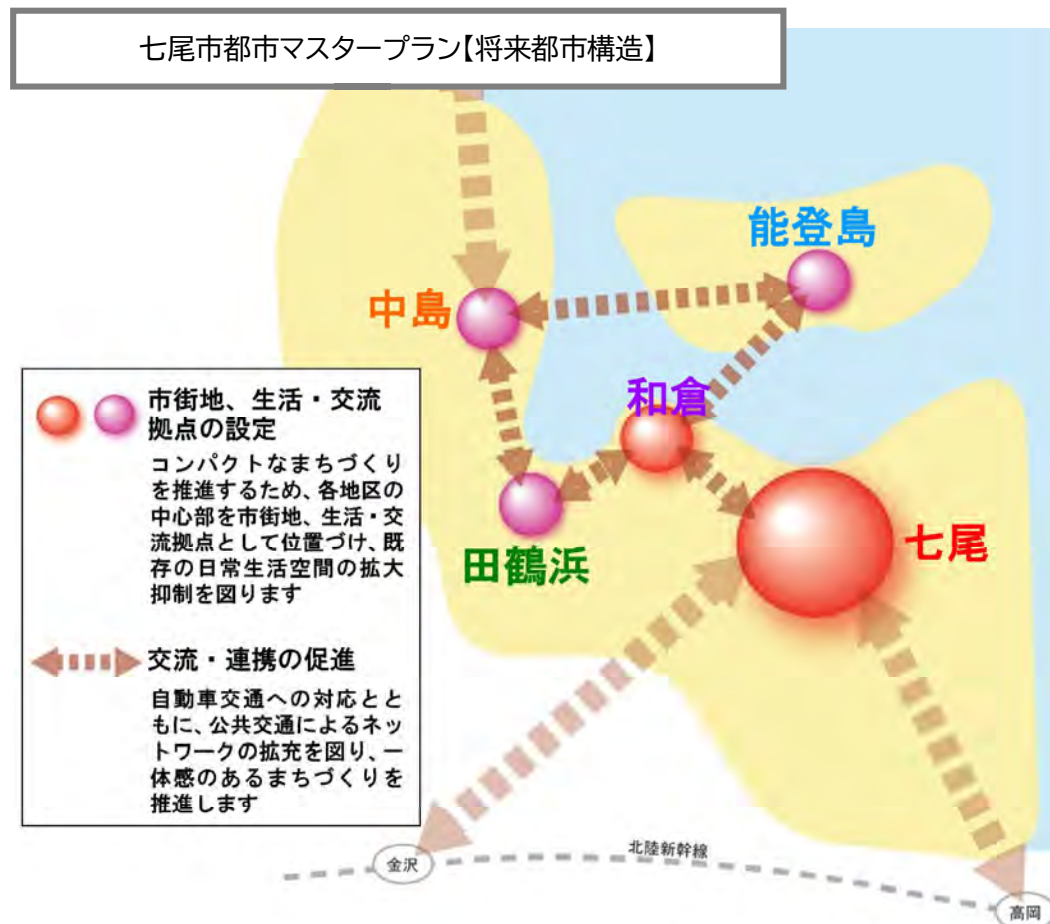 七尾市都市マスタープラン【将来都市構造】
能登島
中島
和倉
七尾
田鶴浜
市街地、生活・交流
拠点の設定
コンパクトなまちづくり
を推進するため、各地区の
中心部を市街地、生活・交
流拠点として位置づけ、既
存の日常生活空間の拡大
抑制を図ります
交流・連携の促進
自動車交通への対応とと
もに、公共交通によるネッ
トワークの拡充を図り、一
体感のあるまちづくりを
推進します
北陸新幹線
金沢
高岡